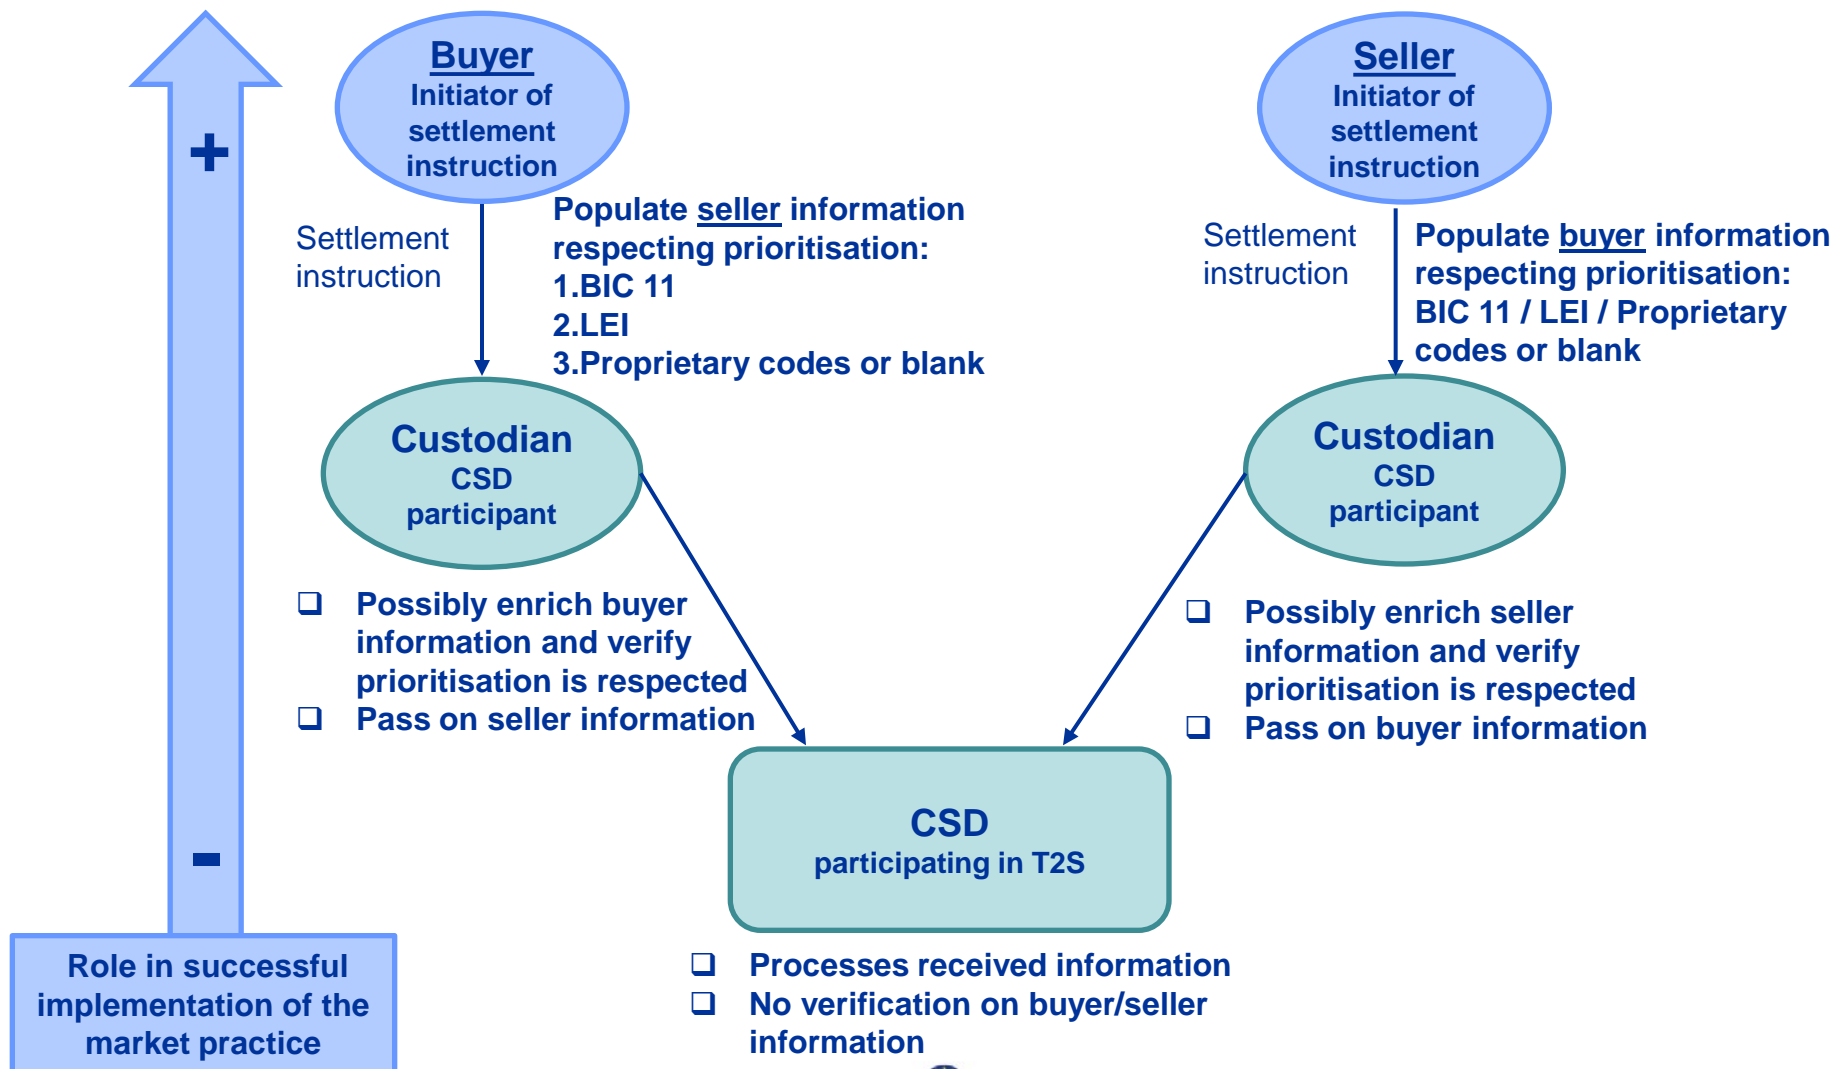 +
-
Role in successful
implementation of the
market practice
Buyer
Initiator of
settlement
instruction
Settlement
instruction
Populate seller information
respecting prioritisation:
1.BIC 11
2.LEI
3.Proprietary codes or blank
Custodian
CSD
participant
Possibly enrich buyer
information and verify
prioritisation is respected
Pass on seller information
Seller
Initiator of
settlement
instruction
Settlement
instruction
Populate buyer information
respecting prioritisation:
BIC 11 / LEI / Proprietary
codes or blank
Custodian
CSD
participant
Possibly enrich seller
information and verify
prioritisation is respected
Pass on buyer information
CSD
participating in T2S
Processes received information
No verification on buyer/seller
information